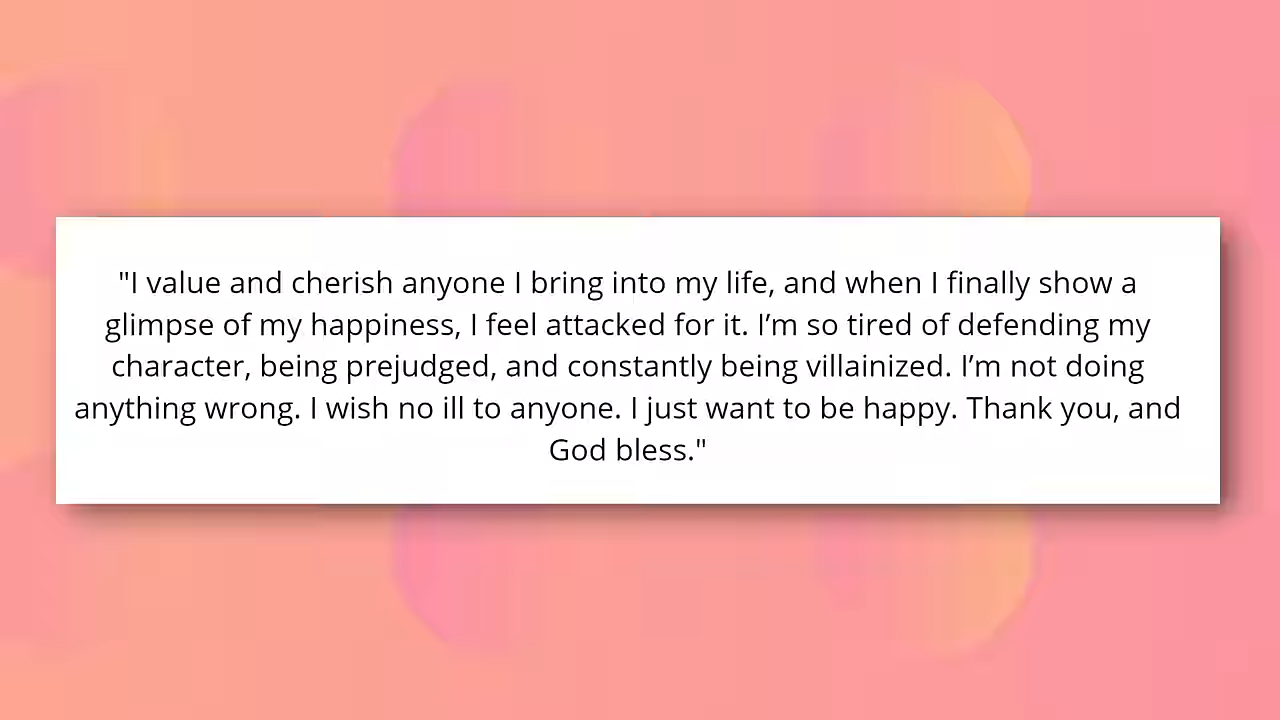 "I value and cherish anyone I bring into my life, and when I finally show a
glimpse of my happiness, I feel attacked for it. I’m so tired of defending my
character, being prejudged, and constantly being villainized. I’m not doing
anything wrong. I wish no ill to anyone. I just want to be happy. Thank you, and
God bless."